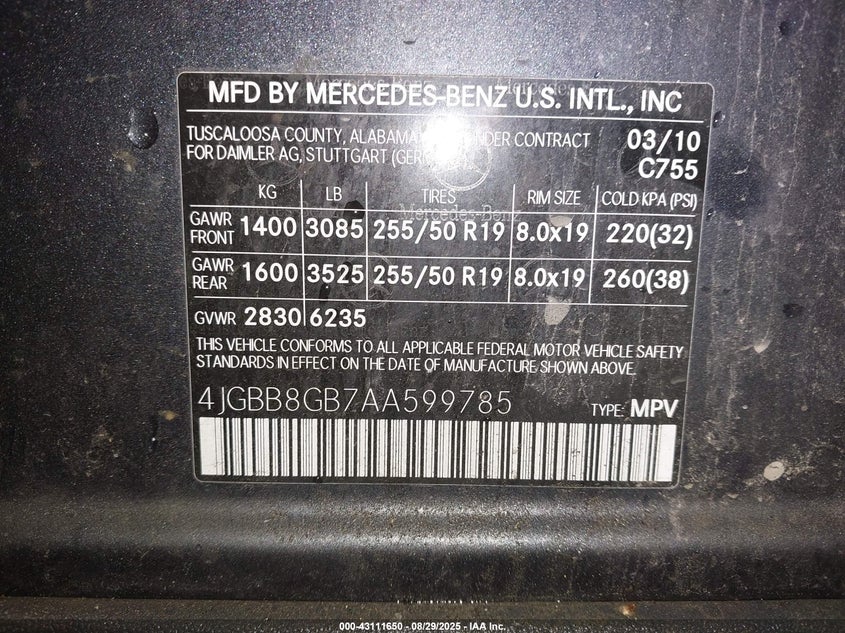 MFD BY MERCEDES-BENZ U.S. INTL., INC
TUSCALOOSA COUNTY, ALABAMA UNDER CONTRACT 03/10
FOR DAIMLER AG, STUTTGART C755
KG LB TIRES RIM SIZE COLD KPA (PSI)
Mercedes-Benz
GAWR FRONT 1400 3085 255/50 R19 8.0x19 220(32)
GAWR REAR 1600 3525 255/50 R19 8.0x19 260(38)
GVWR 2830 6235
THIS VEHICLE CONFORMS TO ALL APPLICABLE FEDERAL MOTOR VEHICLE SAFETY
STANDARDS IN EFFECT ON THE DATE OF MANUFACTURE SHOWN ABOVE.
4JGBB8GB7AA599785 TYPE: MPV
000-43111650 - 08/29/2025 - IAA Inc.